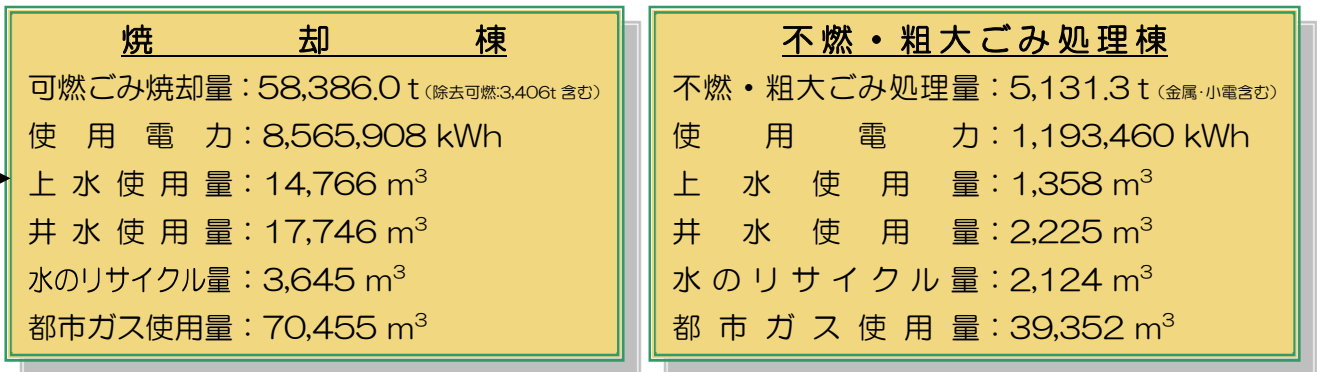 焼却棟
可燃ごみ焼却量：58,386.0 t（除去可燃:3,406t 含む）
使用電力：8,565,908 kWh
上水使用量：14,766 m³
井水使用量：17,746 m³
水のリサイクル量：3,645 m³
都市ガス使用量：70,455 m³
不燃・粗大ごみ処理棟
不燃・粗大ごみ処理量：5,131.3 t（金属・小電含む）
使用電力：1,193,460 kWh
上水使用量：1,358 m³
井水使用量：2,225 m³
水のリサイクル量：2,124 m³
都市ガス使用量：39,352 m³